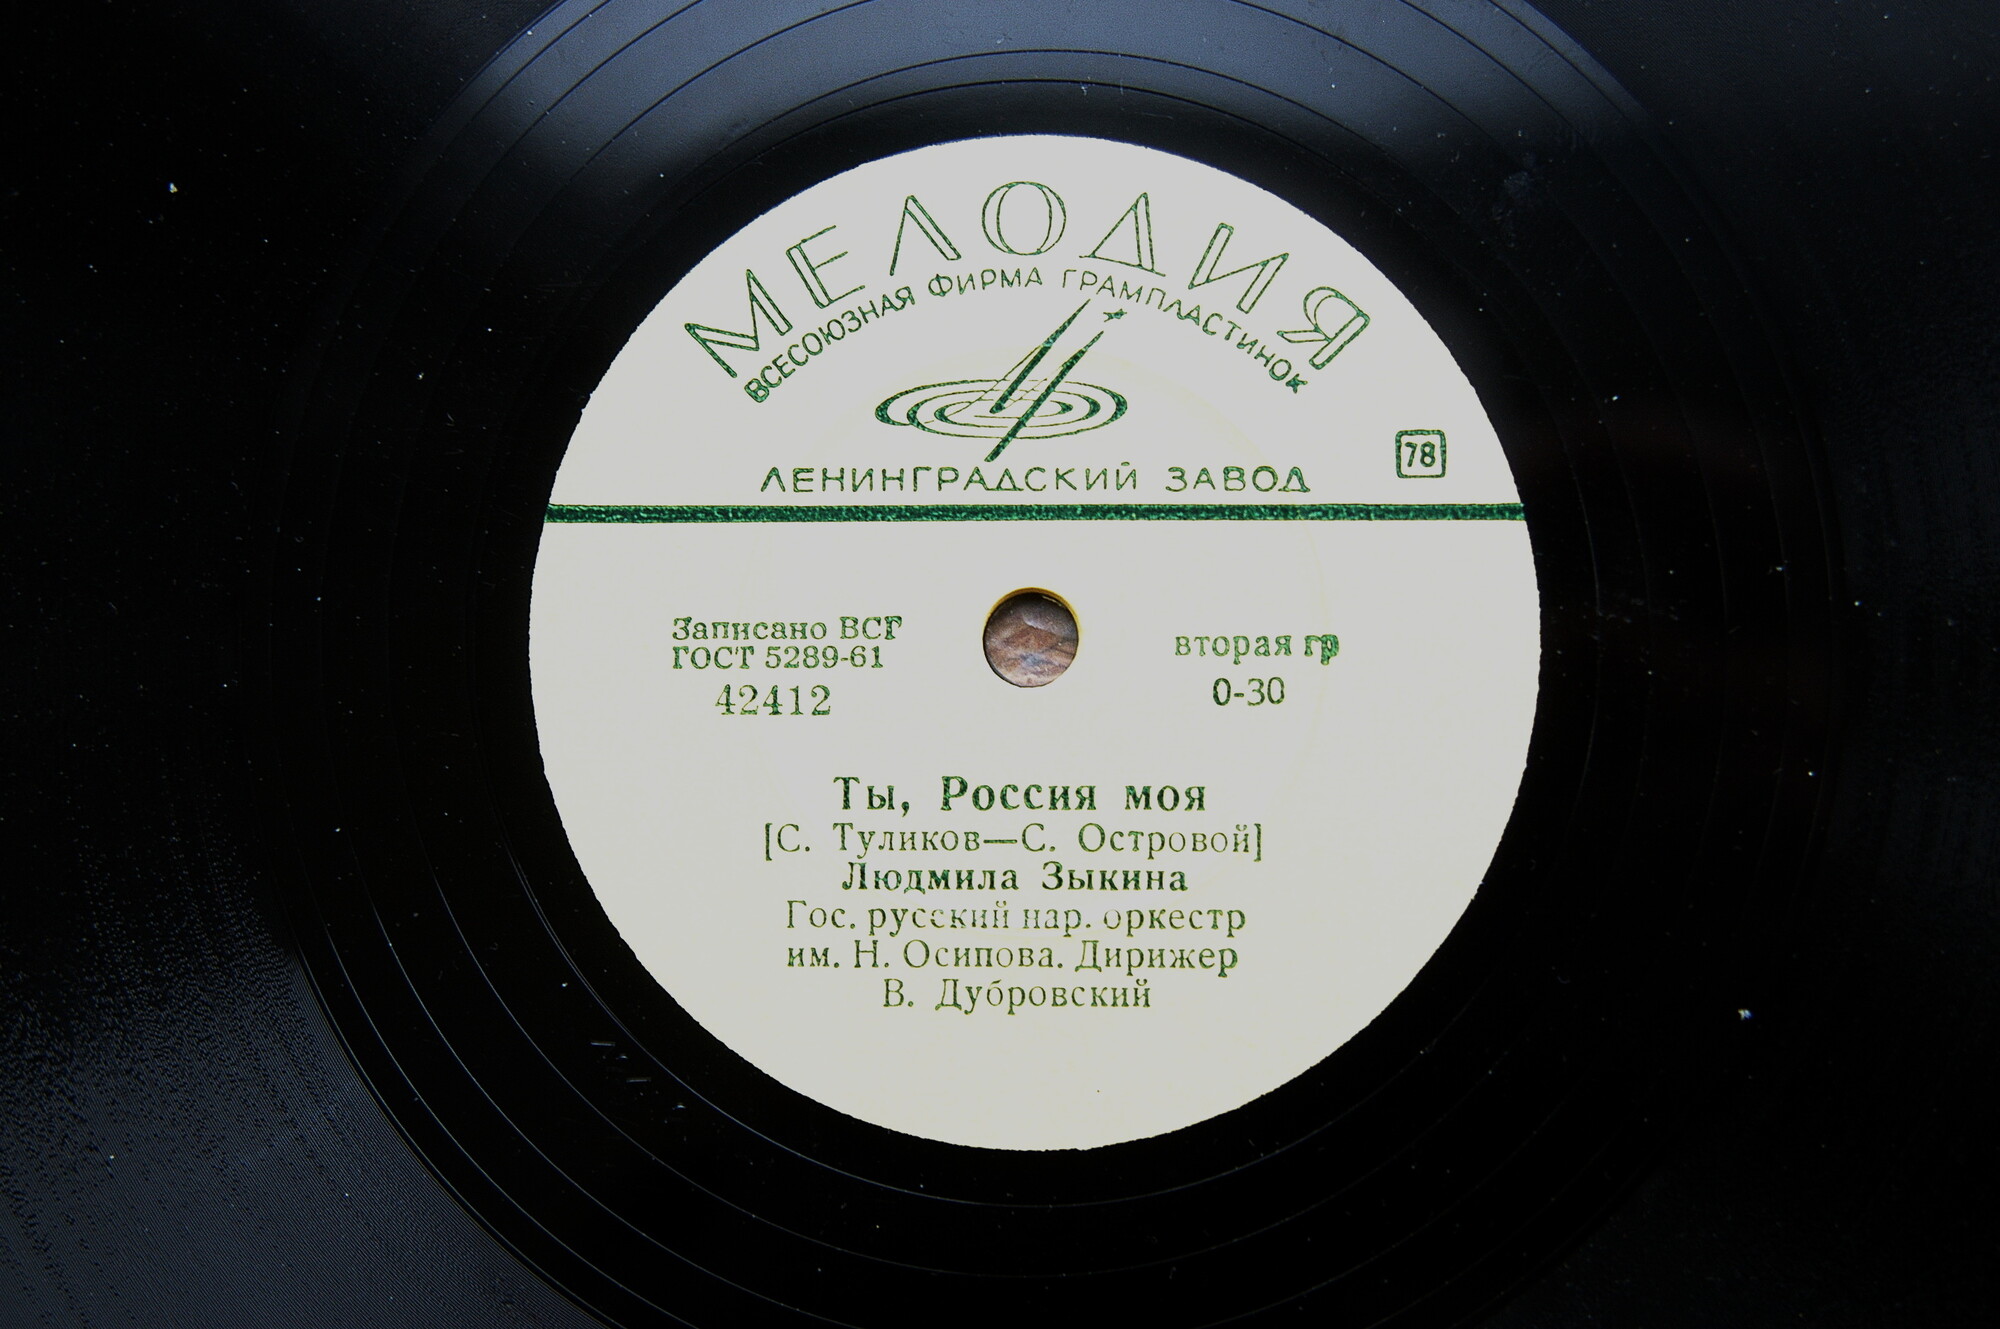 МЕЛОДИЯ
ВСЕСОЮЗНАЯ ФИРМА ГРАМПЛАСТИНОК
ЛЕНИНГРАДСКИЙ ЗАВОД
78
Записано ВСГ
ГОСТ 5289-61
42412
вторая гр
0-30
Ты, Россия моя
[С. Туликов—С. Островой]
Людмила Зыкина
Гос. русский нар. оркестр
им. Н. Осипова. Дирижер
В. Дубровский